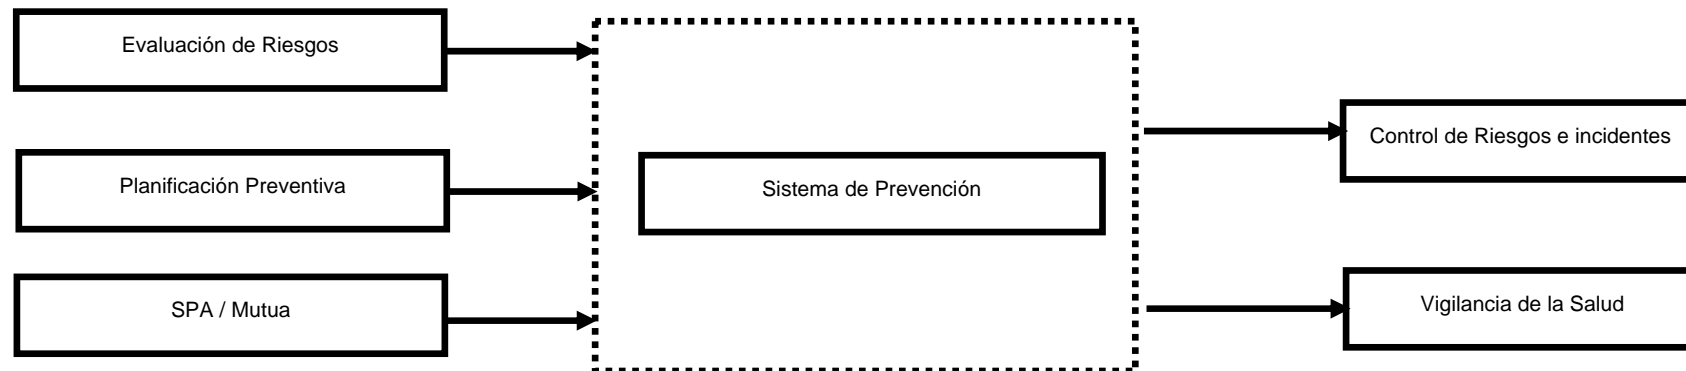 Evaluación de Riesgos
Planificación Preventiva
SPA / Mutua
Sistema de Prevención
Control de Riesgos e incidentes
Vigilancia de la Salud